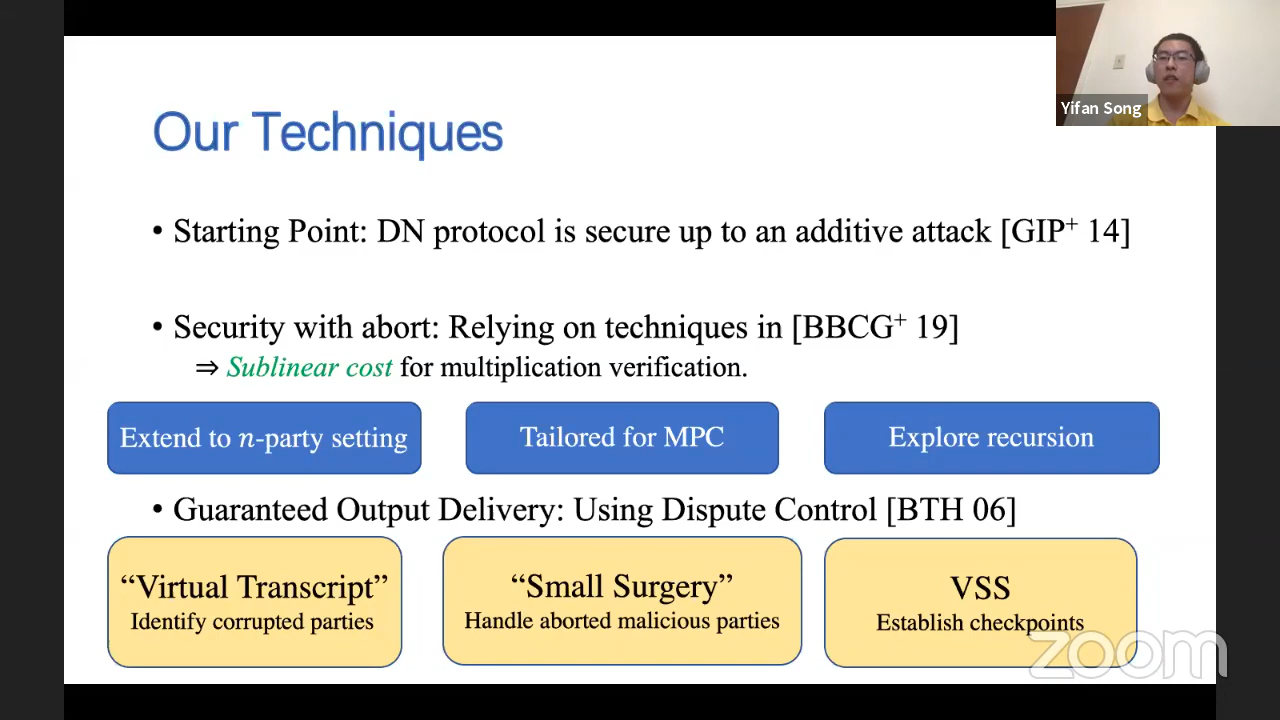 Yifan Song
Our Techniques
• Starting Point: DN protocol is secure up to an additive attack [GIP⁺ 14]
• Security with abort: Relying on techniques in [BBCG⁺ 19]
⇒ Sublinear cost for multiplication verification.
Extend to n-party setting
Tailored for MPC
Explore recursion
• Guaranteed Output Delivery: Using Dispute Control [BTH 06]
“Virtual Transcript”
Identify corrupted parties
“Small Surgery”
Handle aborted malicious parties
VSS
Establish checkpoints
zoom